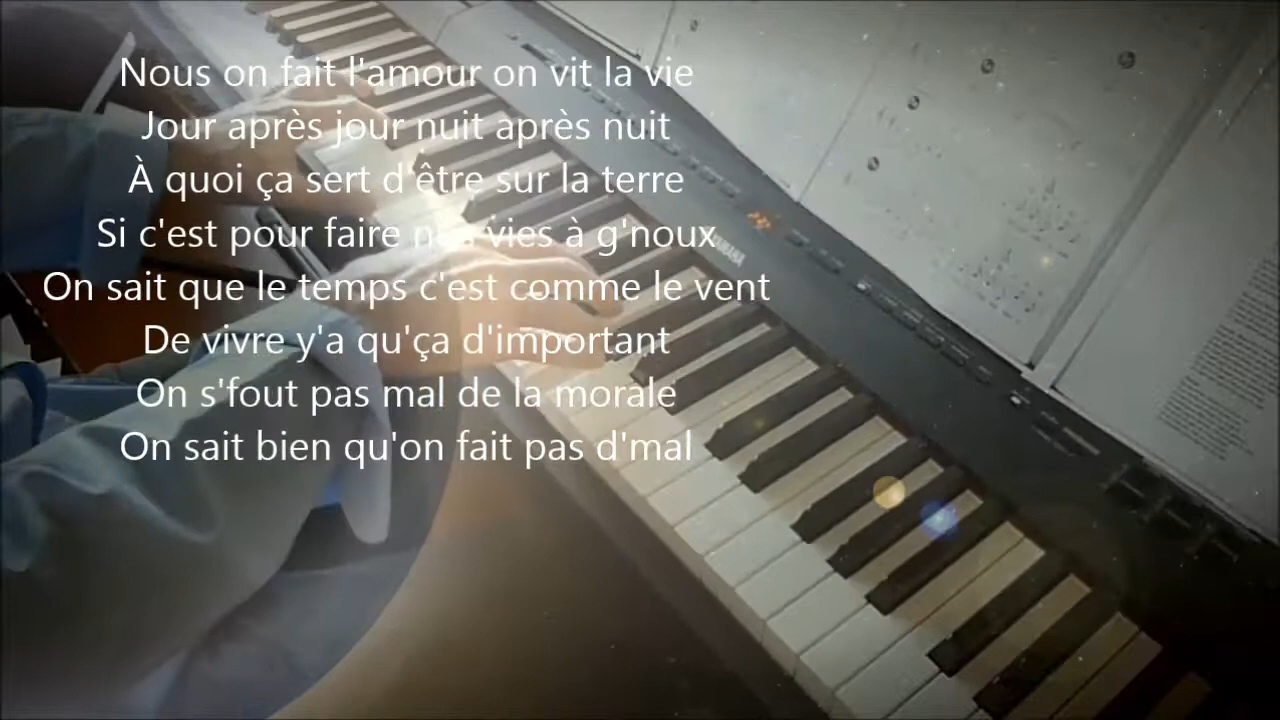 Nous on fait l'amour on vit la vie
Jour après jour nuit après nuit
À quoi ça sert d'être sur la terre
Si c'est pour faire nos vies à g'noux
On sait que le temps c'est comme le vent
De vivre y'a qu'ça d'important
On s'fout pas mal de la morale
On sait bien qu'on fait pas d'mal
YAMAHA